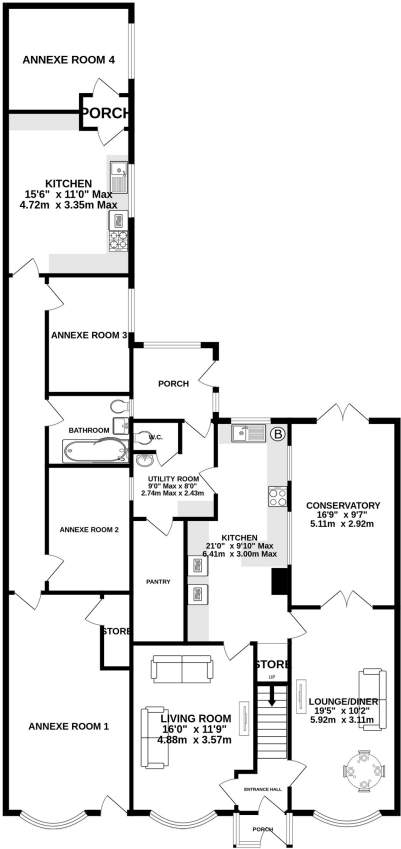 ANNEXE ROOM 4
PORCH
KITCHEN
15'6" x 11'0" Max
4.72m x 3.35m Max
ANNEXE ROOM 3
PORCH
BATHROOM
W.C.
B
UTILITY ROOM
9'0" Max x 8'0"
2.74m Max x 2.43m
CONSERVATORY
16'9" x 9'7"
5.11m x 2.92m
ANNEXE ROOM 2
KITCHEN
21'0" x 9'10" Max
6.41m x 3.00m Max
PANTRY
STORE
STORE
UP
LOUNGE/DINER
19'5" x 10'2"
5.92m x 3.11m
LIVING ROOM
16'0" x 11'9"
4.88m x 3.57m
ANNEXE ROOM 1
ENTRANCE HALL
PORCH